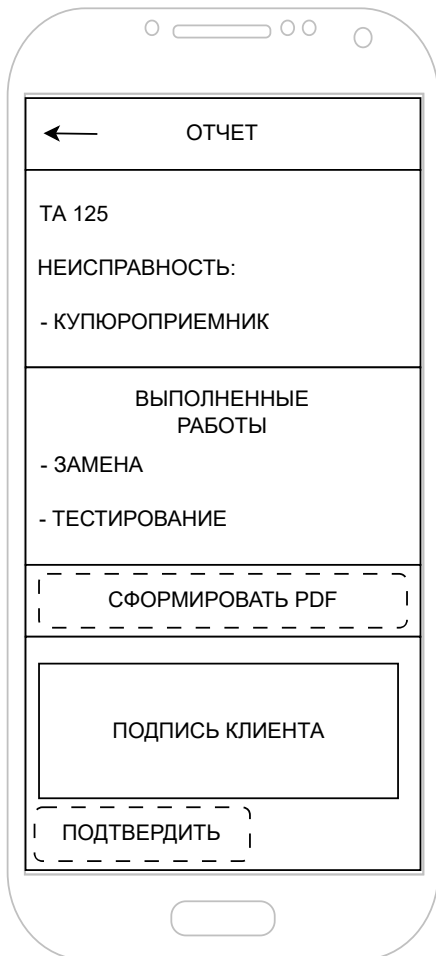 ОТЧЕТ
ТА 125
НЕИСПРАВНОСТЬ:
- КУПЮРОПРИЕМНИК
ВЫПОЛНЕННЫЕ
РАБОТЫ
- ЗАМЕНА
- ТЕСТИРОВАНИЕ
СФОРМИРОВАТЬ PDF
ПОДПИСЬ КЛИЕНТА
ПОДТВЕРДИТЬ